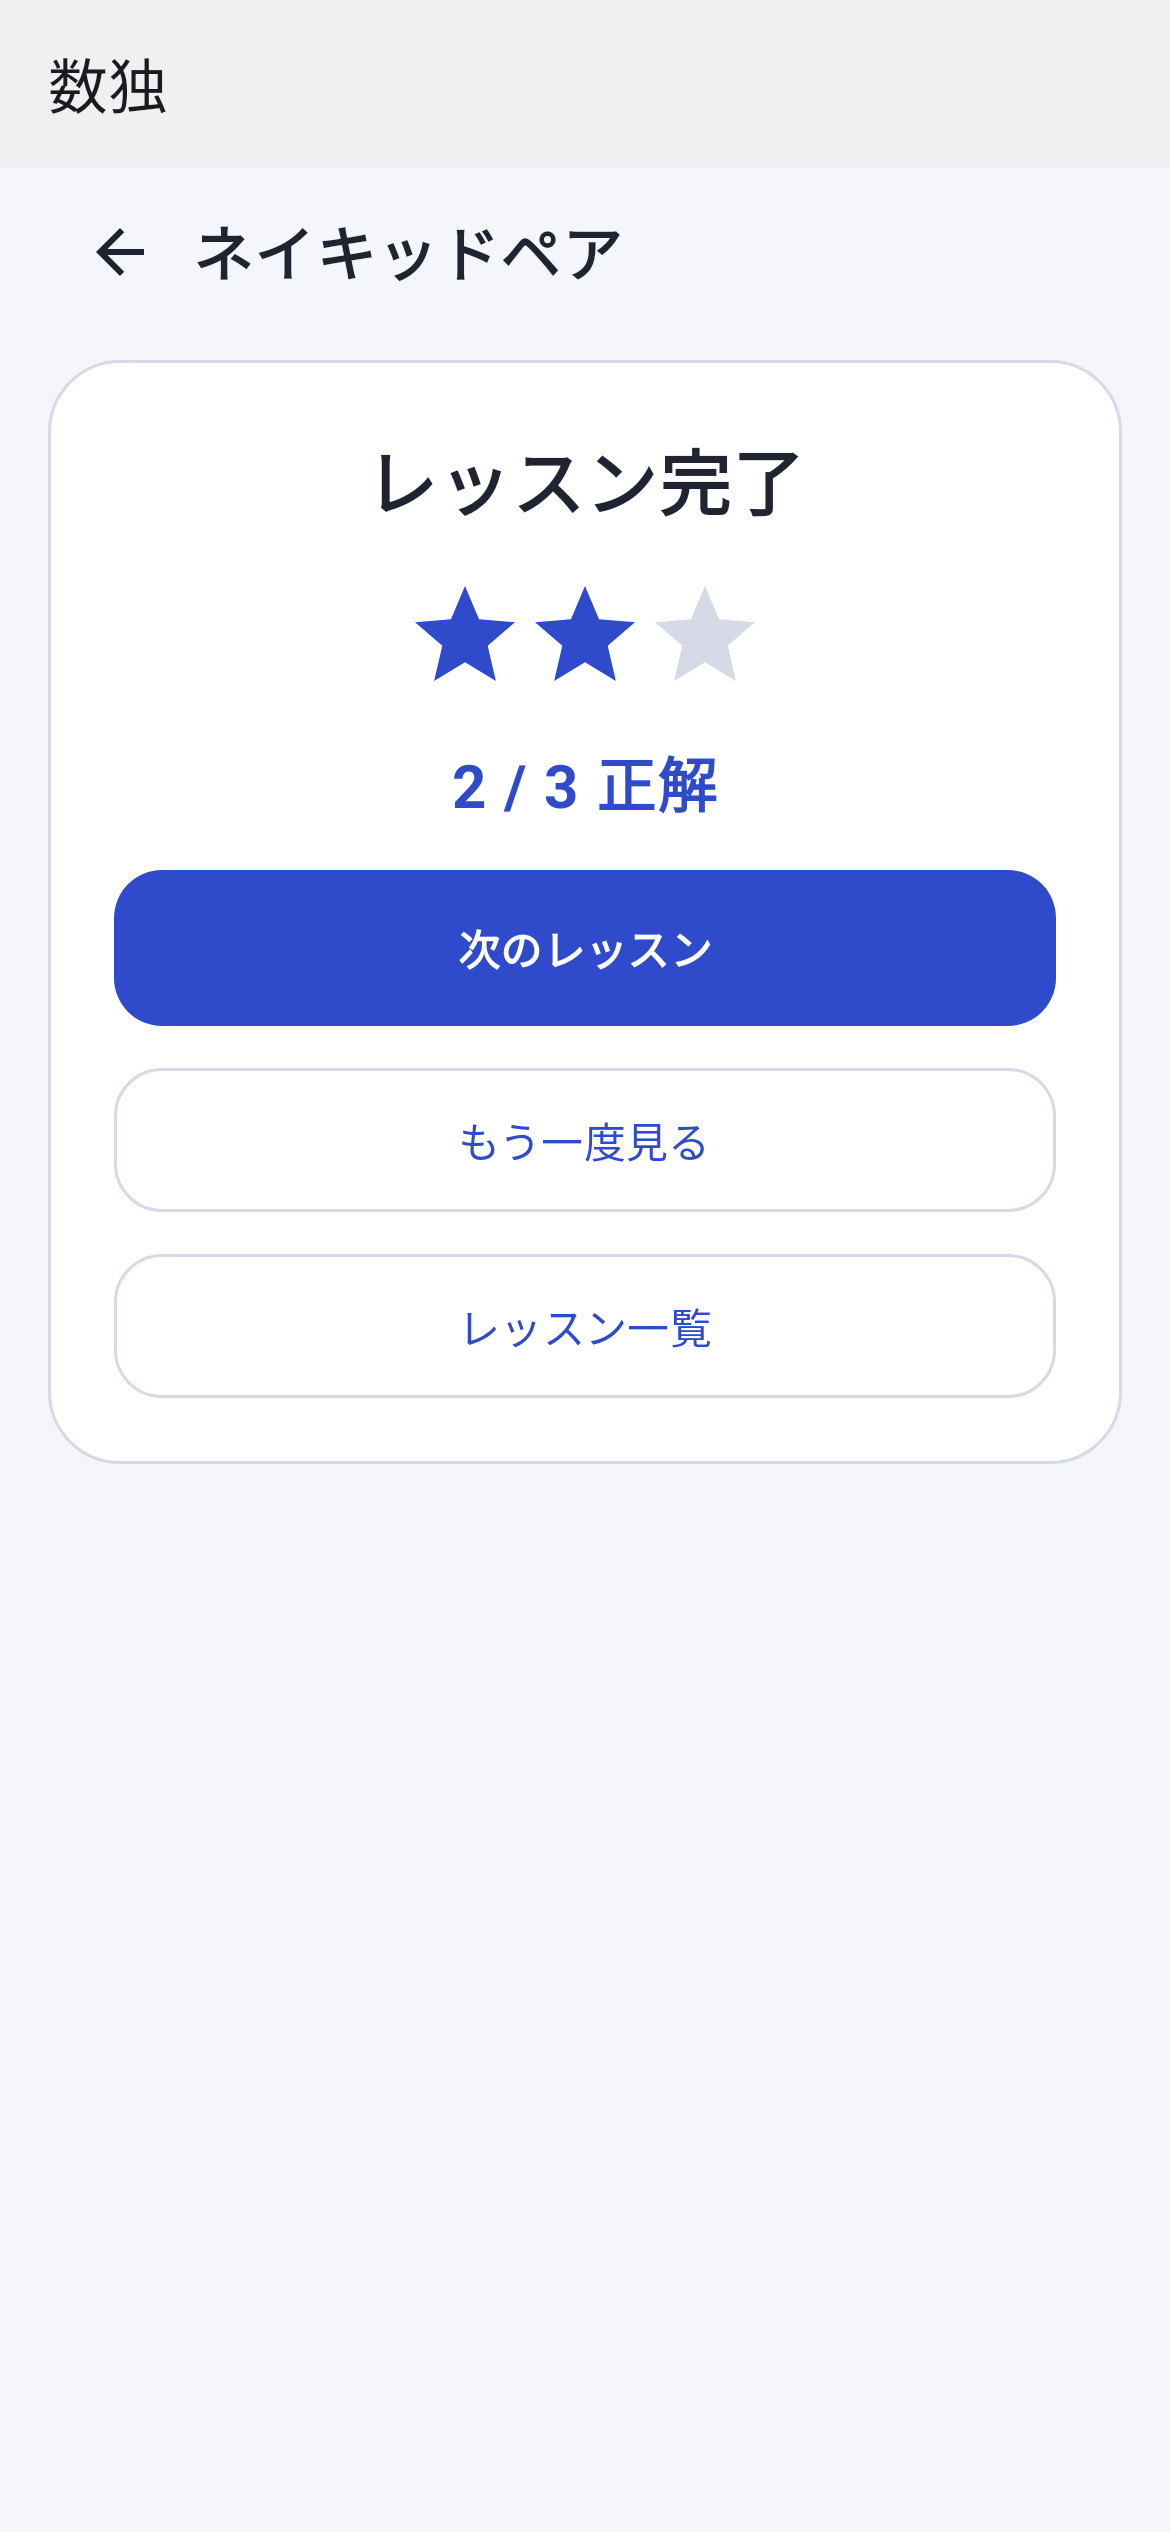 数独
ネイキッドペア
レッスン完了
2 / 3 正解
次のレッスン
もう一度見る
レッスン一覧